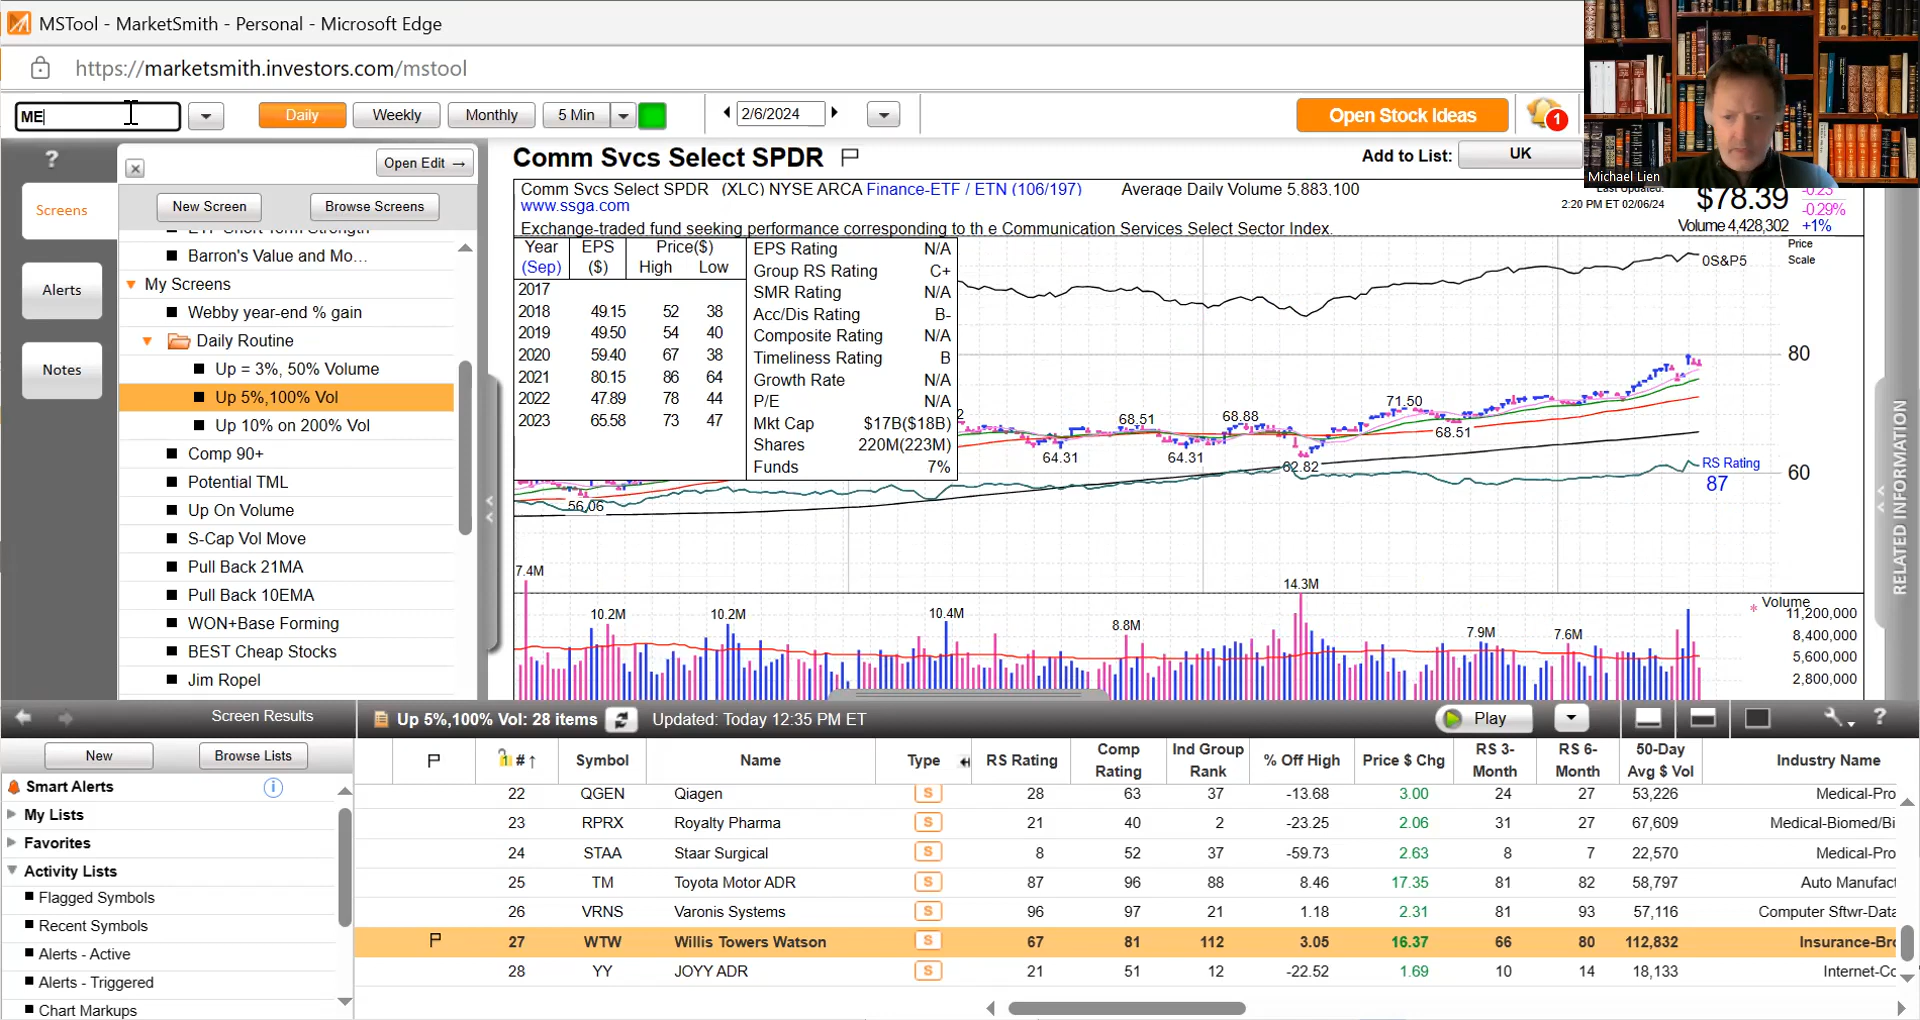 MSTool - MarketSmith - Personal - Microsoft Edge
https://marketsmith.investors.com/mstool
ME
Daily
Weekly
Monthly
5 Min
2/6/2024
Open Stock Ideas
1
Michael Lien
?
Screens
Alerts
Notes
Open Edit →
New Screen
Browse Screens
ETF Short Term Strength
Barron's Value and Mo…
My Screens
Webby year-end % gain
Daily Routine
Up = 3%, 50% Volume
Up 5%,100% Vol
Up 10% on 200% Vol
Comp 90+
Potential TML
Up On Volume
S-Cap Vol Move
Pull Back 21MA
Pull Back 10EMA
WON+Base Forming
BEST Cheap Stocks
Jim Ropel
Comm Svcs Select SPDR
Add to List:
UK
Comm Svcs Select SPDR (XLC) NYSE ARCA Finance-ETF / ETN (106/197) Average Daily Volume 5,883,100
www.ssga.com
Exchange-traded fund seeking performance corresponding to th e Communication Services Select Sector Index.
Last Updated:
2:20 PM ET 02/06/24
$78.39
-0.23
-0.29%
Volume 4,428,302 +1%
Year EPS Price($)
(Sep) ($) High Low
2017
2018 49.15 52 38
2019 49.50 54 40
2020 59.40 67 38
2021 80.15 86 64
2022 47.89 78 44
2023 65.58 73 47
EPS Rating N/A
Group RS Rating C+
SMR Rating N/A
Acc/Dis Rating B-
Composite Rating N/A
Timeliness Rating B
Growth Rate N/A
P/E N/A
Mkt Cap $17B($18B)
Shares 220M(223M)
Funds 7%
Price
Scale
0S&P5
80
60
RS Rating
87
2
68.51
68.88
71.50
68.51
64.31
64.31
62.82
56.06
7.4M
10.2M
10.2M
10.4M
8.8M
14.3M
7.9M
7.6M
* Volume
11,200,000
8,400,000
5,600,000
2,800,000
RELATED INFORMATION
Screen Results
Up 5%,100% Vol: 28 items
Updated: Today 12:35 PM ET
Play
?
New
Browse Lists
Smart Alerts
i
My Lists
Favorites
Activity Lists
Flagged Symbols
Recent Symbols
Alerts - Active
Alerts - Triggered
Chart Markups
1 # ↑ Symbol Name Type RS Rating Comp Rating Ind Group Rank % Off High Price $ Chg RS 3-Month RS 6-Month 50-Day Avg $ Vol Industry Name
22 QGEN Qiagen S 28 63 37 -13.68 3.00 24 27 53,226 Medical-Pro
23 RPRX Royalty Pharma S 21 40 2 -23.25 2.06 31 27 67,609 Medical-Biomed/Bi
24 STAA Staar Surgical S 8 52 37 -59.73 2.63 8 7 22,570 Medical-Pro
25 TM Toyota Motor ADR S 87 96 88 8.46 17.35 81 82 58,797 Auto Manufact
26 VRNS Varonis Systems S 96 97 21 1.18 2.31 81 93 57,116 Computer Sftwr-Data
27 WTW Willis Towers Watson S 67 81 112 3.05 16.37 66 80 112,832 Insurance-Bro
28 YY JOYY ADR S 21 51 12 -22.52 1.69 10 14 18,133 Internet-Co